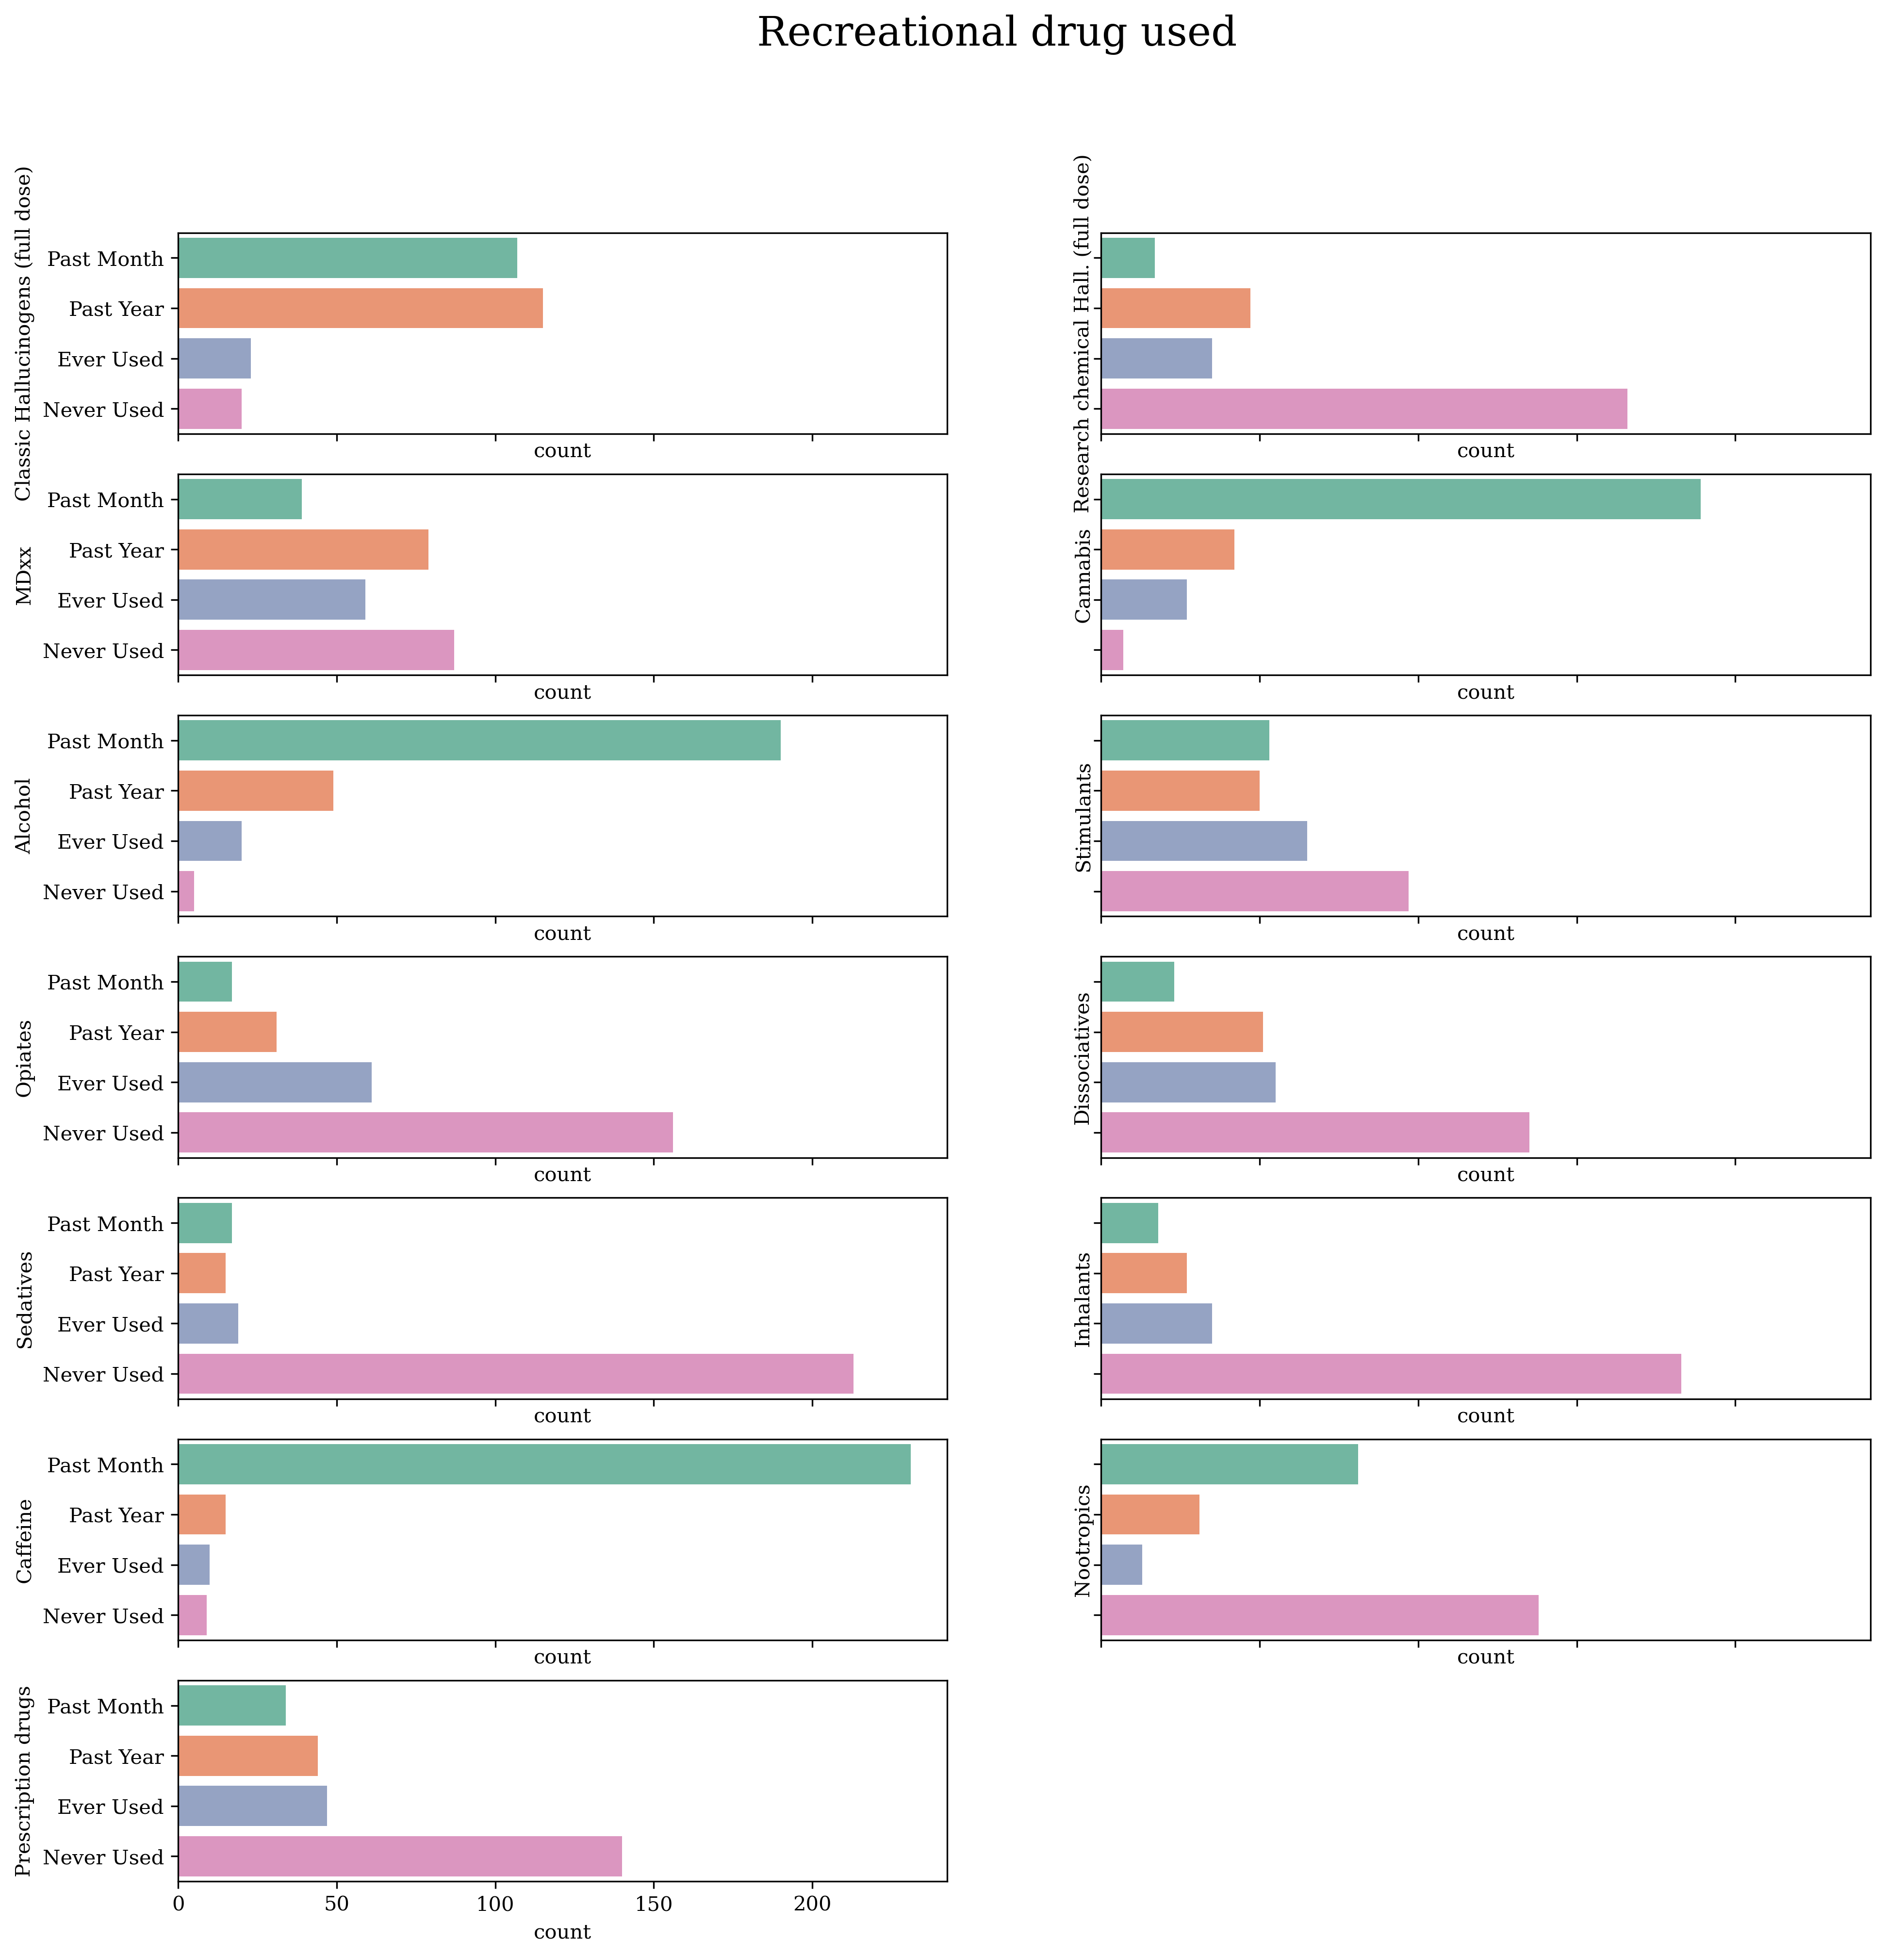 Recreational drug used
Classic Hallucinogens (full dose)
Past Month
Past Year
Ever Used
Never Used
count
Research chemical Hall. (full dose)
count
MDxx
Past Month
Past Year
Ever Used
Never Used
count
Cannabis
count
Alcohol
Past Month
Past Year
Ever Used
Never Used
count
Stimulants
count
Opiates
Past Month
Past Year
Ever Used
Never Used
count
Dissociatives
count
Sedatives
Past Month
Past Year
Ever Used
Never Used
count
Inhalants
count
Caffeine
Past Month
Past Year
Ever Used
Never Used
count
Nootropics
count
Prescription drugs
Past Month
Past Year
Ever Used
Never Used
0 50 100 150 200
count